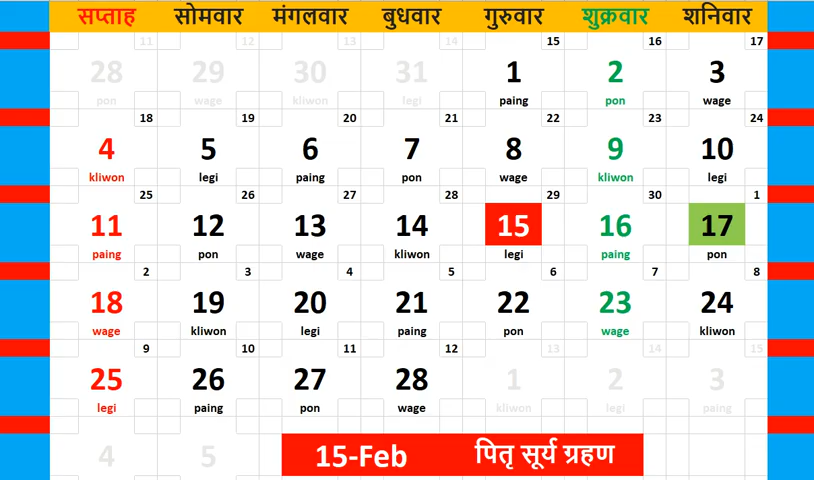 सप्ताह सोमवार मंगलवार बुधवार गुरुवार शुक्रवार शनिवार
11 12 13 14 15 16 17
28 29 30 31 1 2 3
pon wage kliwon legi paing pon wage
18 19 20 21 22 23 24
4 5 6 7 8 9 10
kliwon legi paing pon wage kliwon legi
25 26 27 28 29 30 1
11 12 13 14 15 16 17
paing pon wage kliwon legi paing pon
2 3 4 5 6 7 8
18 19 20 21 22 23 24
wage kliwon legi paing pon wage kliwon
9 10 11 12 13 14 15
25 26 27 28 1 2 3
legi paing pon wage kliwon legi paing
4 5 15-Feb पितृ सूर्य ग्रहण